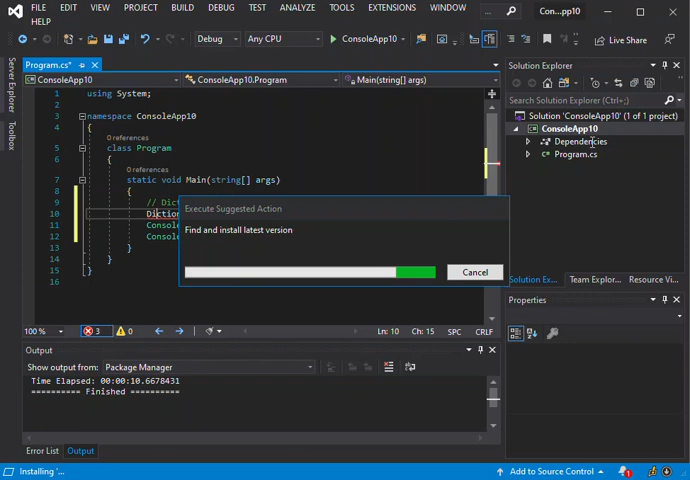 FILE EDIT VIEW PROJECT BUILD DEBUG TEST ANALYZE TOOLS EXTENSIONS WINDOW
HELP
... Con...pp10
Debug Any CPU ConsoleApp10 Live Share
Server Explorer
Toolbox
Program.cs*
ConsoleApp10 ConsoleApp10.Program Main(string[] args)
1 using System;
2
3 namespace ConsoleApp10
4 {
0 references
5 class Program
6 {
0 references
7 static void Main(string[] args)
8 {
9 // Dict
10 Diction
11 Console
12 Console
13 }
14 }
15 }
16
Execute Suggested Action
Find and install latest version
Cancel
100 % 3 0 Ln: 10 Ch: 15 SPC CRLF
Output
Show output from: Package Manager
Time Elapsed: 00:00:10.6678431
========== Finished ==========
Error List Output
Solution Explorer
Search Solution Explorer (Ctrl+;)
Solution 'ConsoleApp10' (1 of 1 project)
ConsoleApp10
Dependencies
Program.cs
Solution Ex... Team Explor... Resource Vi...
Properties
Installing '... Add to Source Control 1